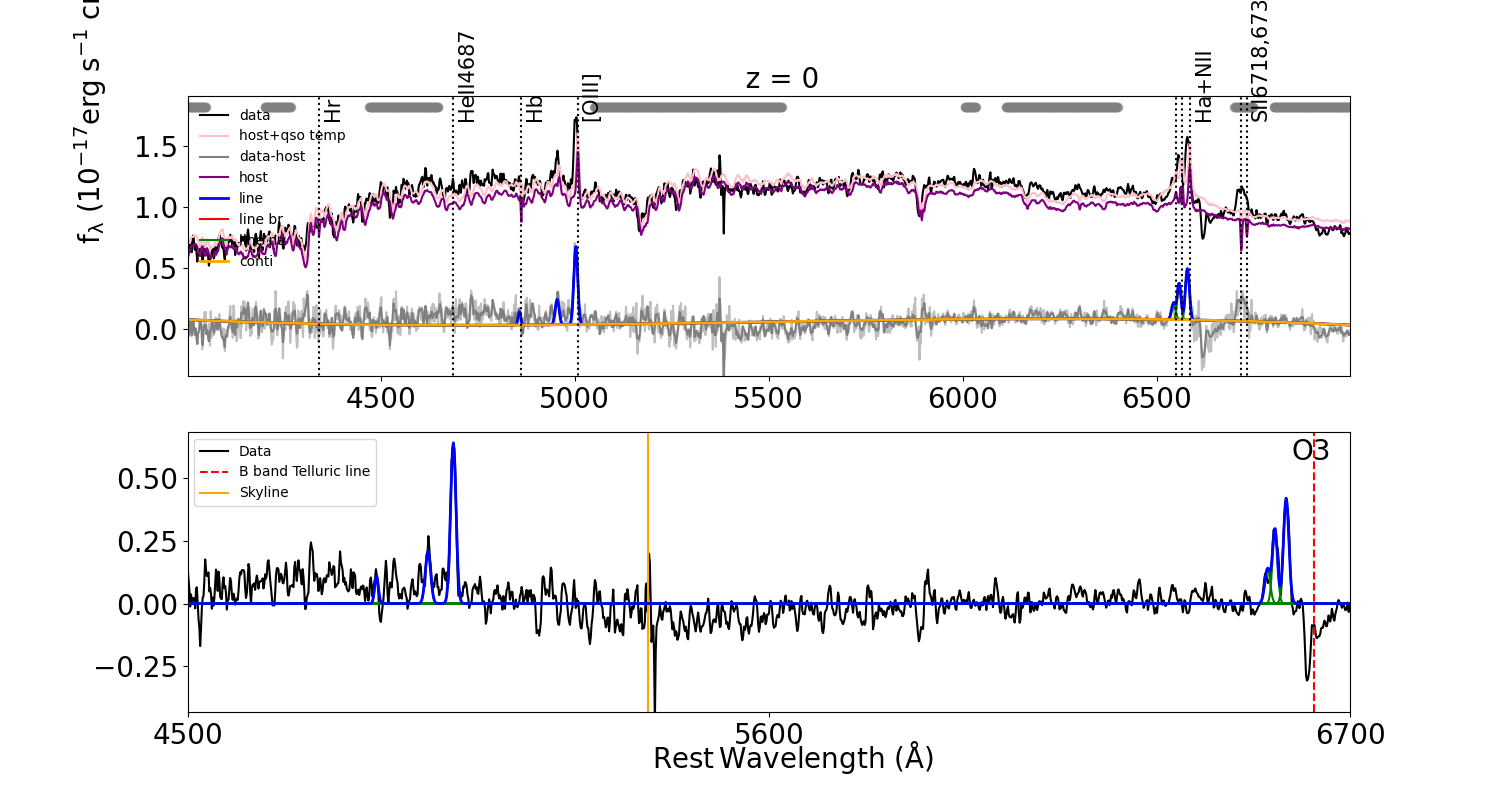 z = 0
Hr
HeII4687
Hb
[OIII]
Ha+NII
SII6718,673
f_λ (10^−17 erg s^−1 c
data
host+qso temp
data-host
host
line
line br
conti
1.5
1.0
0.5
0.0
4500 5000 5500 6000 6500
Data
B band Telluric line
Skyline
O3
0.50
0.25
0.00
−0.25
4500 5600 6700
Rest Wavelength (Å)